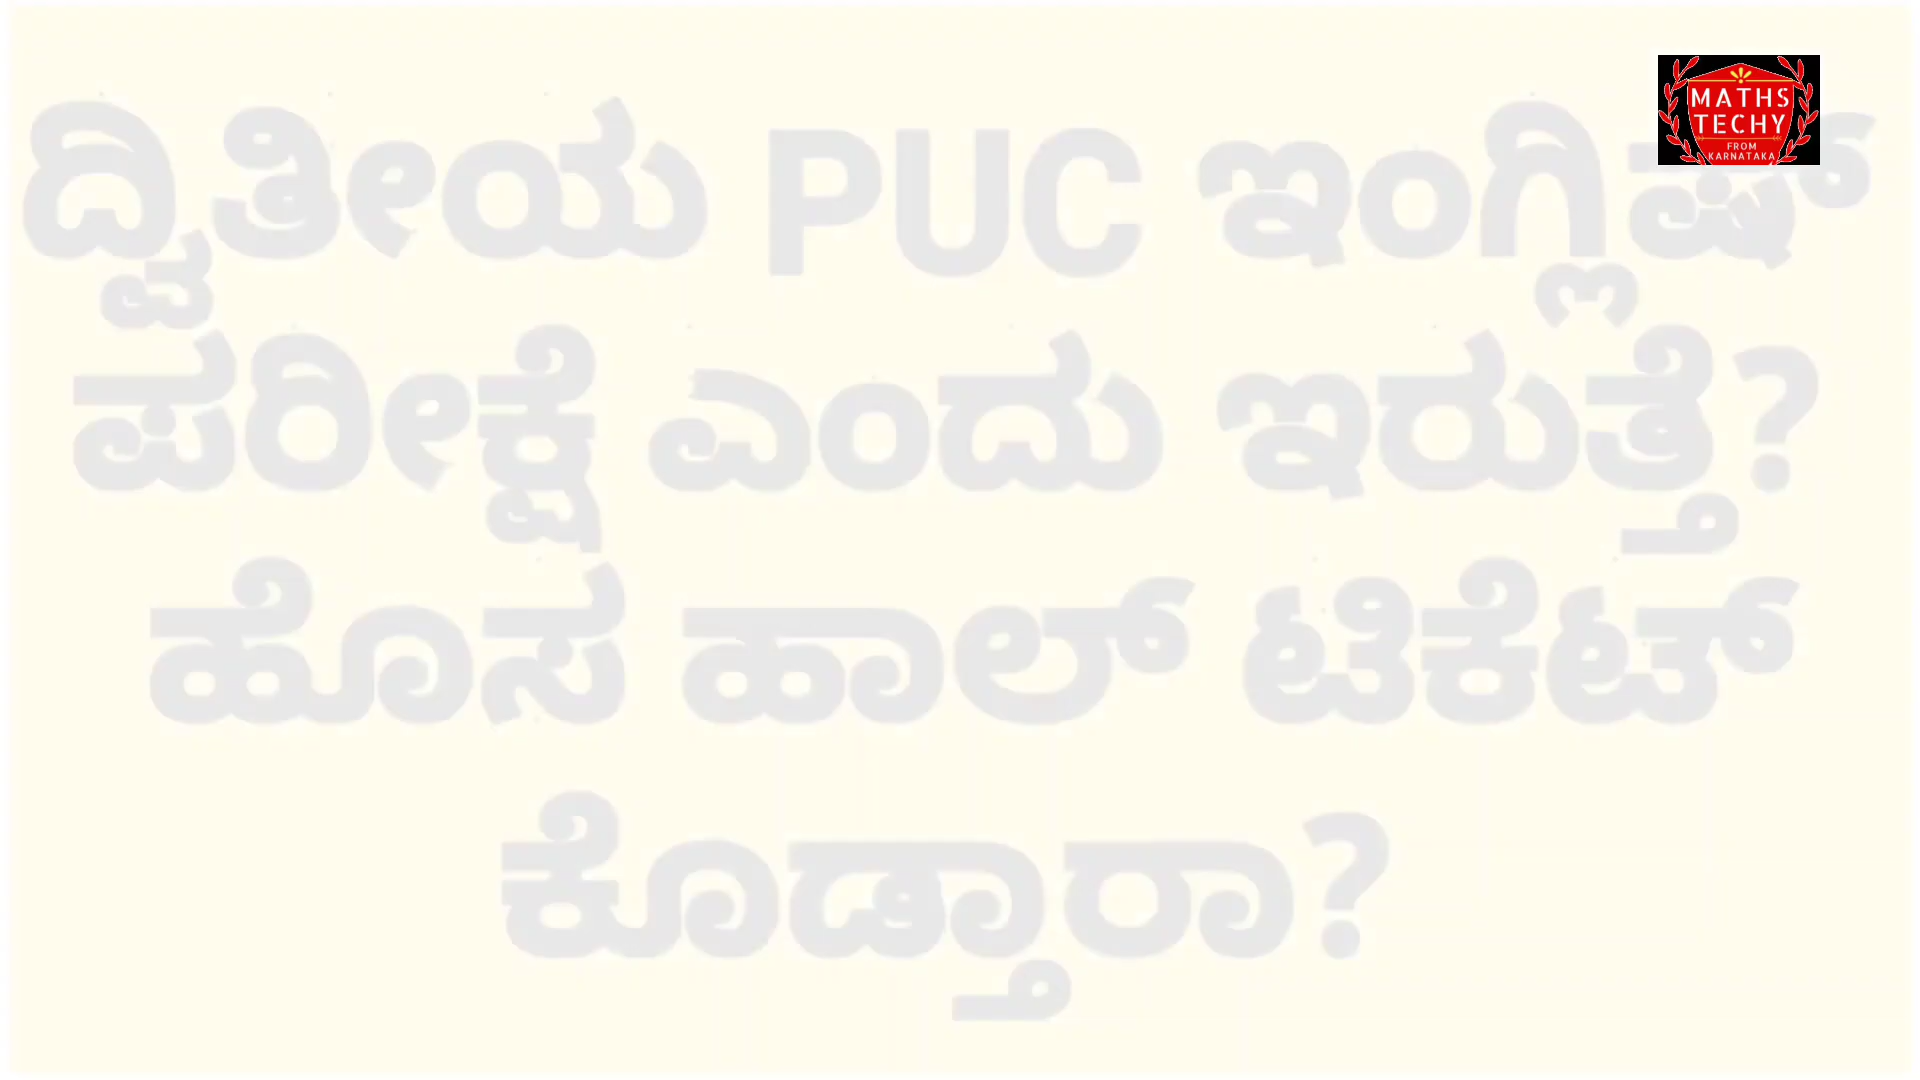 ದ್ವಿತೀಯ PUC ಇಂಗ್ಲಿಷ್
ಪರೀಕ್ಷೆ ಎಂದು ಇರುತ್ತೆ?
ಹೊಸ ಹಾಲ್ ಟಿಕೆಟ್
ಕೊಡ್ತಾರಾ?
MATHS
TECHY
FROM
KARNATAKA